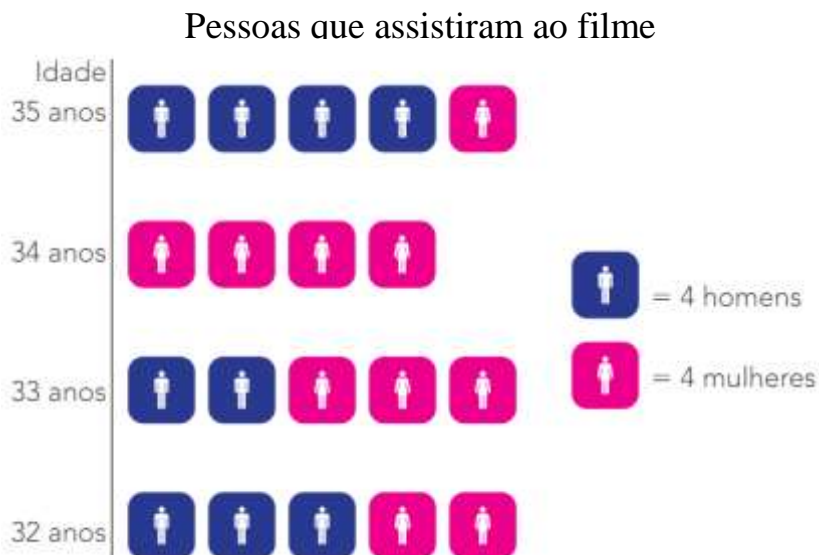 Pessoas que assistiram ao filme
Idade
35 anos
34 anos
33 anos
32 anos
= 4 homens
= 4 mulheres